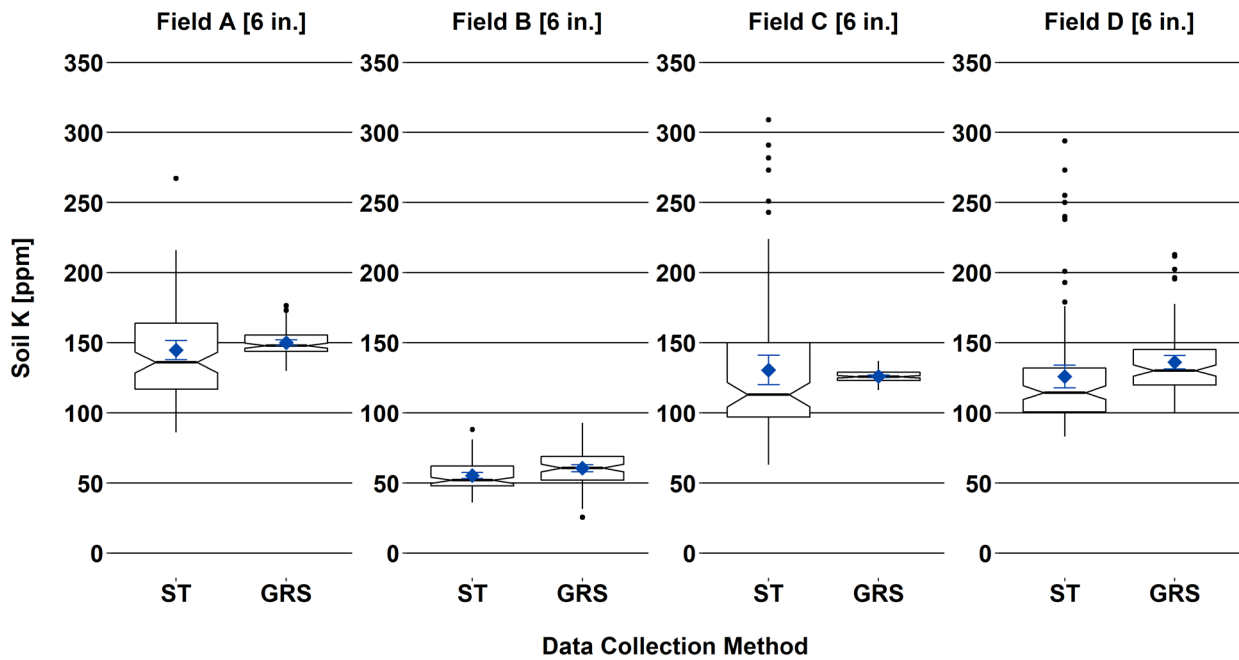 Field A [6 in.] Field B [6 in.] Field C [6 in.] Field D [6 in.]
350 350 350 350
300 300 300 300
250 250 250 250
200 200 200 200
150 150 150 150
100 100 100 100
50 50 50 50
0 0 0 0
Soil K [ppm]
ST GRS ST GRS ST GRS ST GRS
Data Collection Method